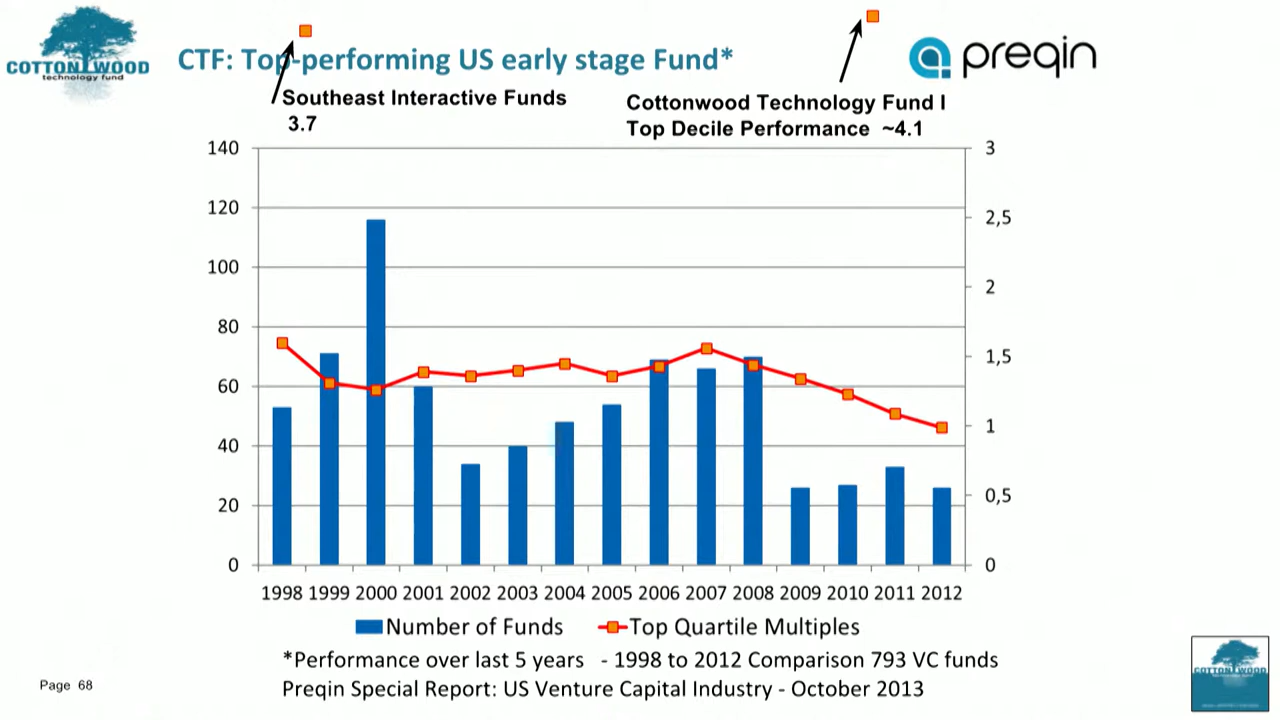 COTTONWOOD
technology fund
CTF: Top-performing US early stage Fund*
preqin
Southeast Interactive Funds
3.7
Cottonwood Technology Fund I
Top Decile Performance ~4.1
140
120
100
80
60
40
20
0
3
2,5
2
1,5
1
0,5
0
1998 1999 2000 2001 2002 2003 2004 2005 2006 2007 2008 2009 2010 2011 2012
Number of Funds
Top Quartile Multiples
*Performance over last 5 years - 1998 to 2012 Comparison 793 VC funds
Preqin Special Report: US Venture Capital Industry - October 2013
Page 68
COTTONWOOD